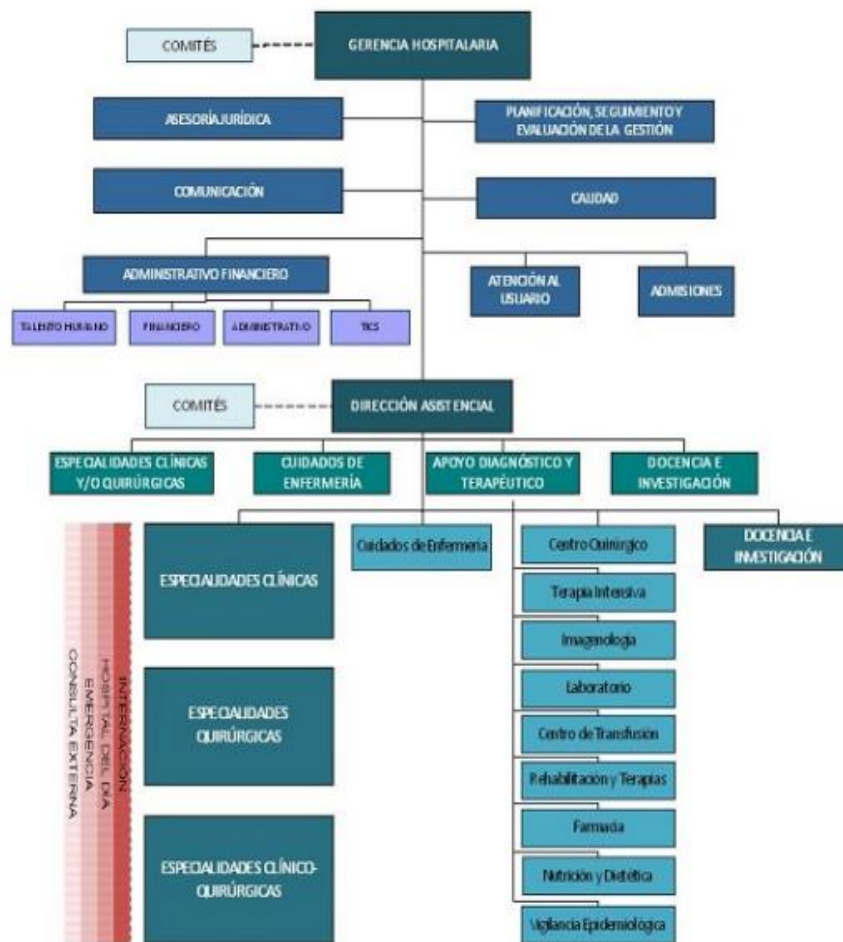 COMITÉS
GERENCIA HOSPITALARIA
ASESORÍA JURÍDICA
PLANIFICACIÓN, SEGUIMIENTO Y
EVALUACIÓN DE LA GESTIÓN
COMUNICACIÓN
CALIDAD
ADMINISTRATIVO FINANCIERO
ATENCIÓN AL
USUARIO
ADMISIONES
TALENTO HUMANO
FINANCIERO
ADMINISTRATIVO
TICS
COMITÉS
DIRECCIÓN ASISTENCIAL
ESPECIALIDADES CLÍNICAS
Y/O QUIRÚRGICAS
CUIDADOS DE
ENFERMERÍA
APOYO DIAGNÓSTICO Y
TERAPÉUTICO
DOCENCIA E
INVESTIGACIÓN
ESPECIALIDADES CLÍNICAS
Cuidados de Enfermería
Centro Quirúrgico
DOCENCIA E
INVESTIGACIÓN
Terapia Intensiva
Imagenología
Laboratorio
ESPECIALIDADES
QUIRÚRGICAS
Centro de Transfusión
Rehabilitación y Terapias
Farmacia
ESPECIALIDADES CLÍNICO-
QUIRÚRGICAS
Nutrición y Dietética
Vigilancia Epidemiológica
INTERNACIÓN
HOSPITAL DEL DÍA
EMERGENCIA
CONSULTA EXTERNA